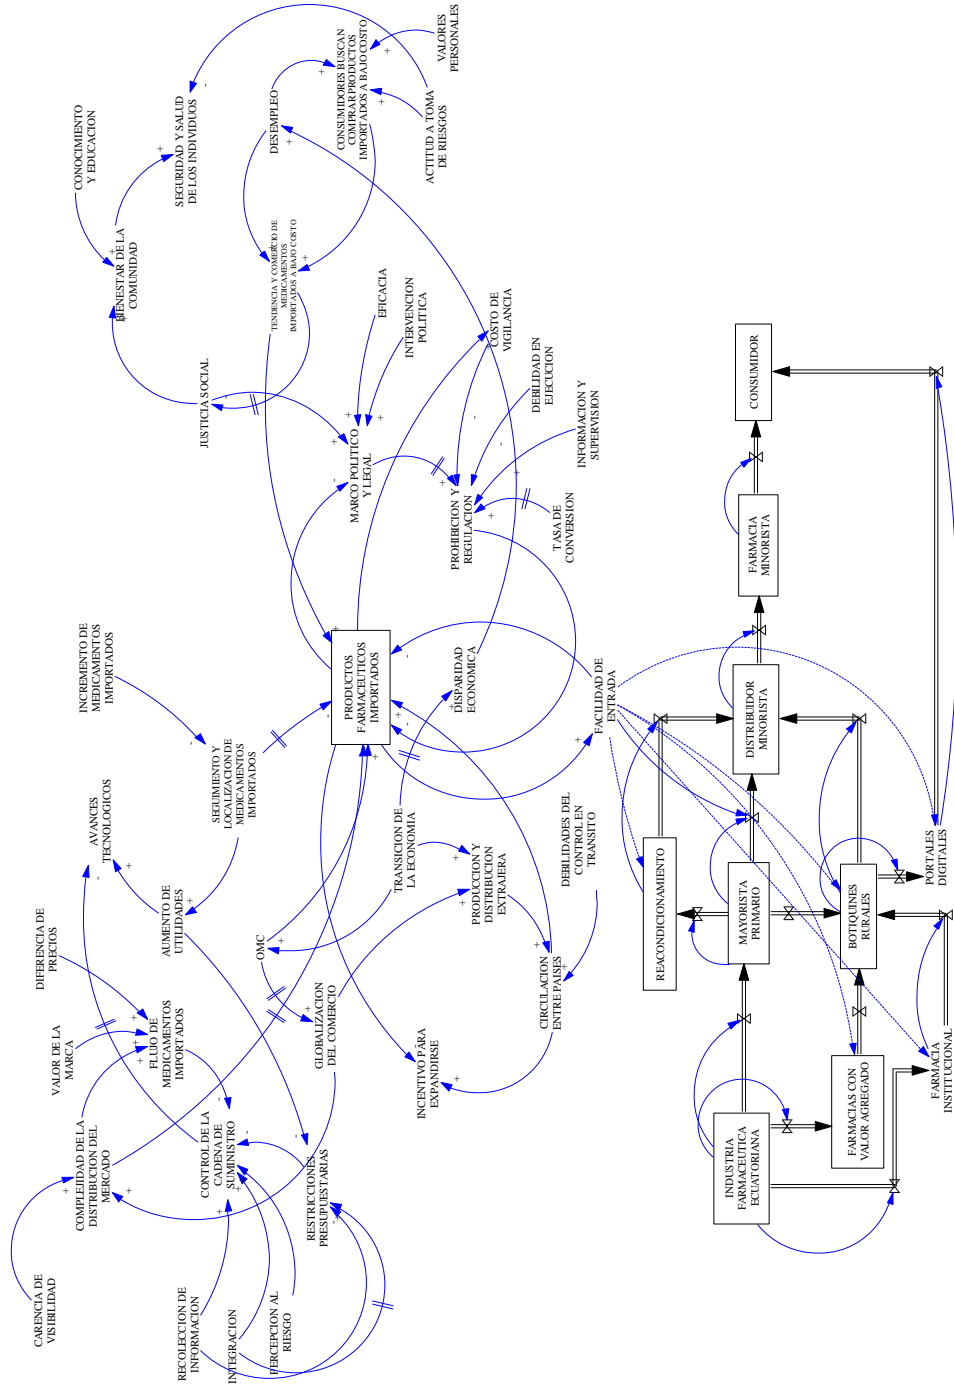 CARENCIA DE
VISIBILIDAD
VALOR DE LA
MARCA
DIFERENCIA DE
PRECIOS
COMPLEJIDAD DE LA
DISTRIBUCION DEL
MERCADO
FLUJO DE
MEDICAMENTOS
IMPORTADOS
AVANCES
TECNOLOGICOS
INCREMENTO DE
MEDICAMENTOS
IMPORTADOS
CONOCIMIENTO
Y EDUCACION
BIENESTAR DE LA
COMUNIDAD
SEGURIDAD Y SALUD
DE LOS INDIVIDUOS
AUMENTO DE
UTILIDADES
SEGUIMIENTO Y
LOCALIZACION DE
MEDICAMENTOS
IMPORTADOS
JUSTICIA SOCIAL
RECOLECCION DE
INFORMACION
INTEGRACION
PERCEPCION AL
RIESGO
CONTROL DE LA
CADENA DE
SUMINISTRO
RESTRICCIONES
PRESUPUESTARIAS
OMC
GLOBALIZACION
DEL COMERCIO
TENDENCIA Y COMERCIO DE
MEDICAMENTOS
IMPORTADOS A BAJO COSTO
DESEMPLEO
CONSUMIDORES BUSCAN
COMPRAR PRODUCTOS
IMPORTADOS A BAJO COSTO
VALORES
PERSONALES
ACTITUD A TOMA
DE RIESGOS
PRODUCTOS
FARMACEUTICOS
IMPORTADOS
MARCO POLITICO
Y LEGAL
EFICACIA
INTERVENCION
POLITICA
INCENTIVO PARA
EXPANDIRSE
TRANSICION DE
LA ECONOMIA
PRODUCCION Y
DISTRIBUCION
EXTRAJERA
DISPARIDAD
ECONOMICA
PROHIBICION Y
REGULACION
COSTO DE
VIGILANCIA
DEBILIDAD EN
EJECUCION
INFORMACION Y
SUPERVISION
TASA DE
CONVERSION
CIRCULACION
ENTRE PAISES
DEBILIDADES DEL
CONTROL EN
TRANSITO
FACILIDAD DE
ENTRADA
REACONDICIONAMIENTO
INDUSTRIA
FARMACEUTICA
ECUATORIANA
MAYORISTA
PRIMARIO
DISTRIBUIDOR
MINORISTA
FARMACIA
MINORISTA
CONSUMIDOR
FARMACIAS CON
VALOR AGREGADO
BOTIQUINES
RURALES
FARMACIA
INSTITUCIONAL
PORTALES
DIGITALES